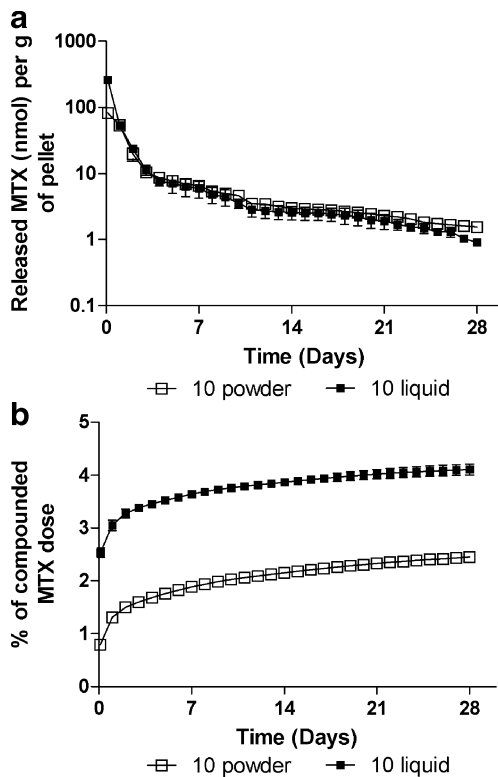 a
Released MTX (nmol) per g
of pellet
1000
100
10
1
0.1
0 7 14 21 28
Time (Days)
10 powder 10 liquid
b
% of compounded
MTX dose
5
4
3
2
1
0
0 7 14 21 28
Time (Days)
10 powder 10 liquid